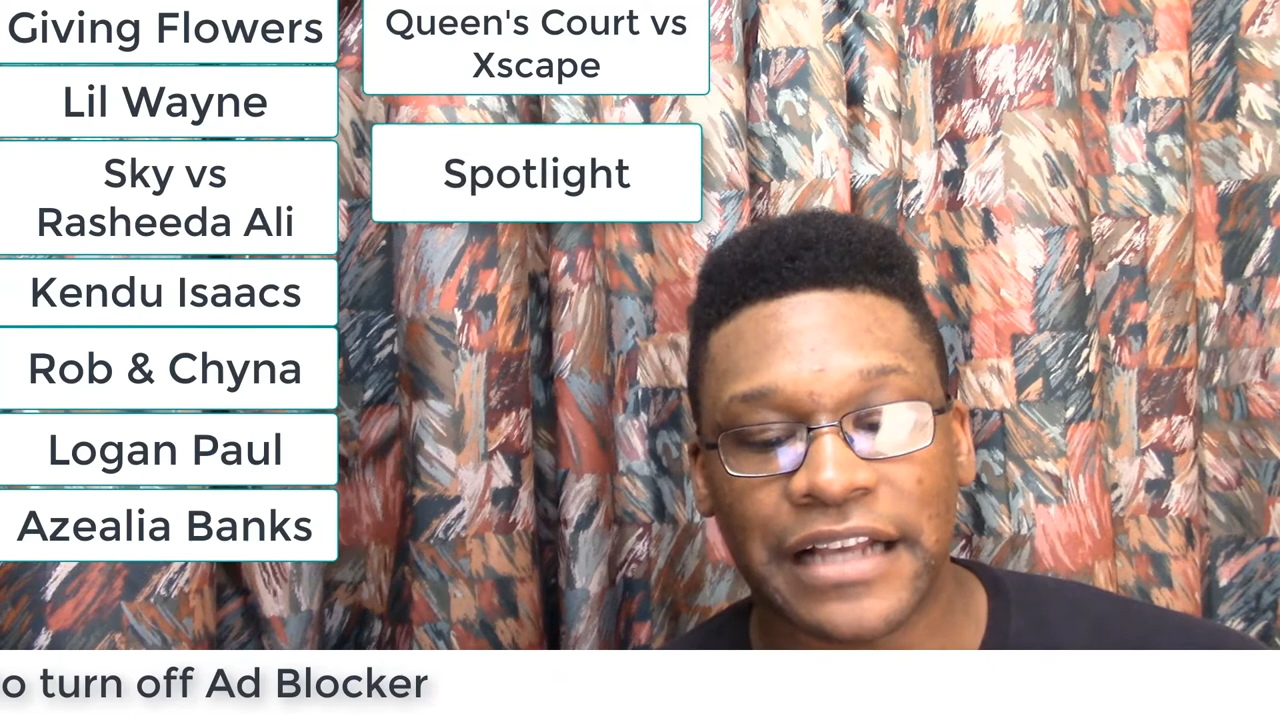 Giving Flowers
Lil Wayne
Sky vs
Rasheeda Ali
Kendu Isaacs
Rob & Chyna
Logan Paul
Azealia Banks
Queen's Court vs
Xscape
Spotlight
o turn off Ad Blocker